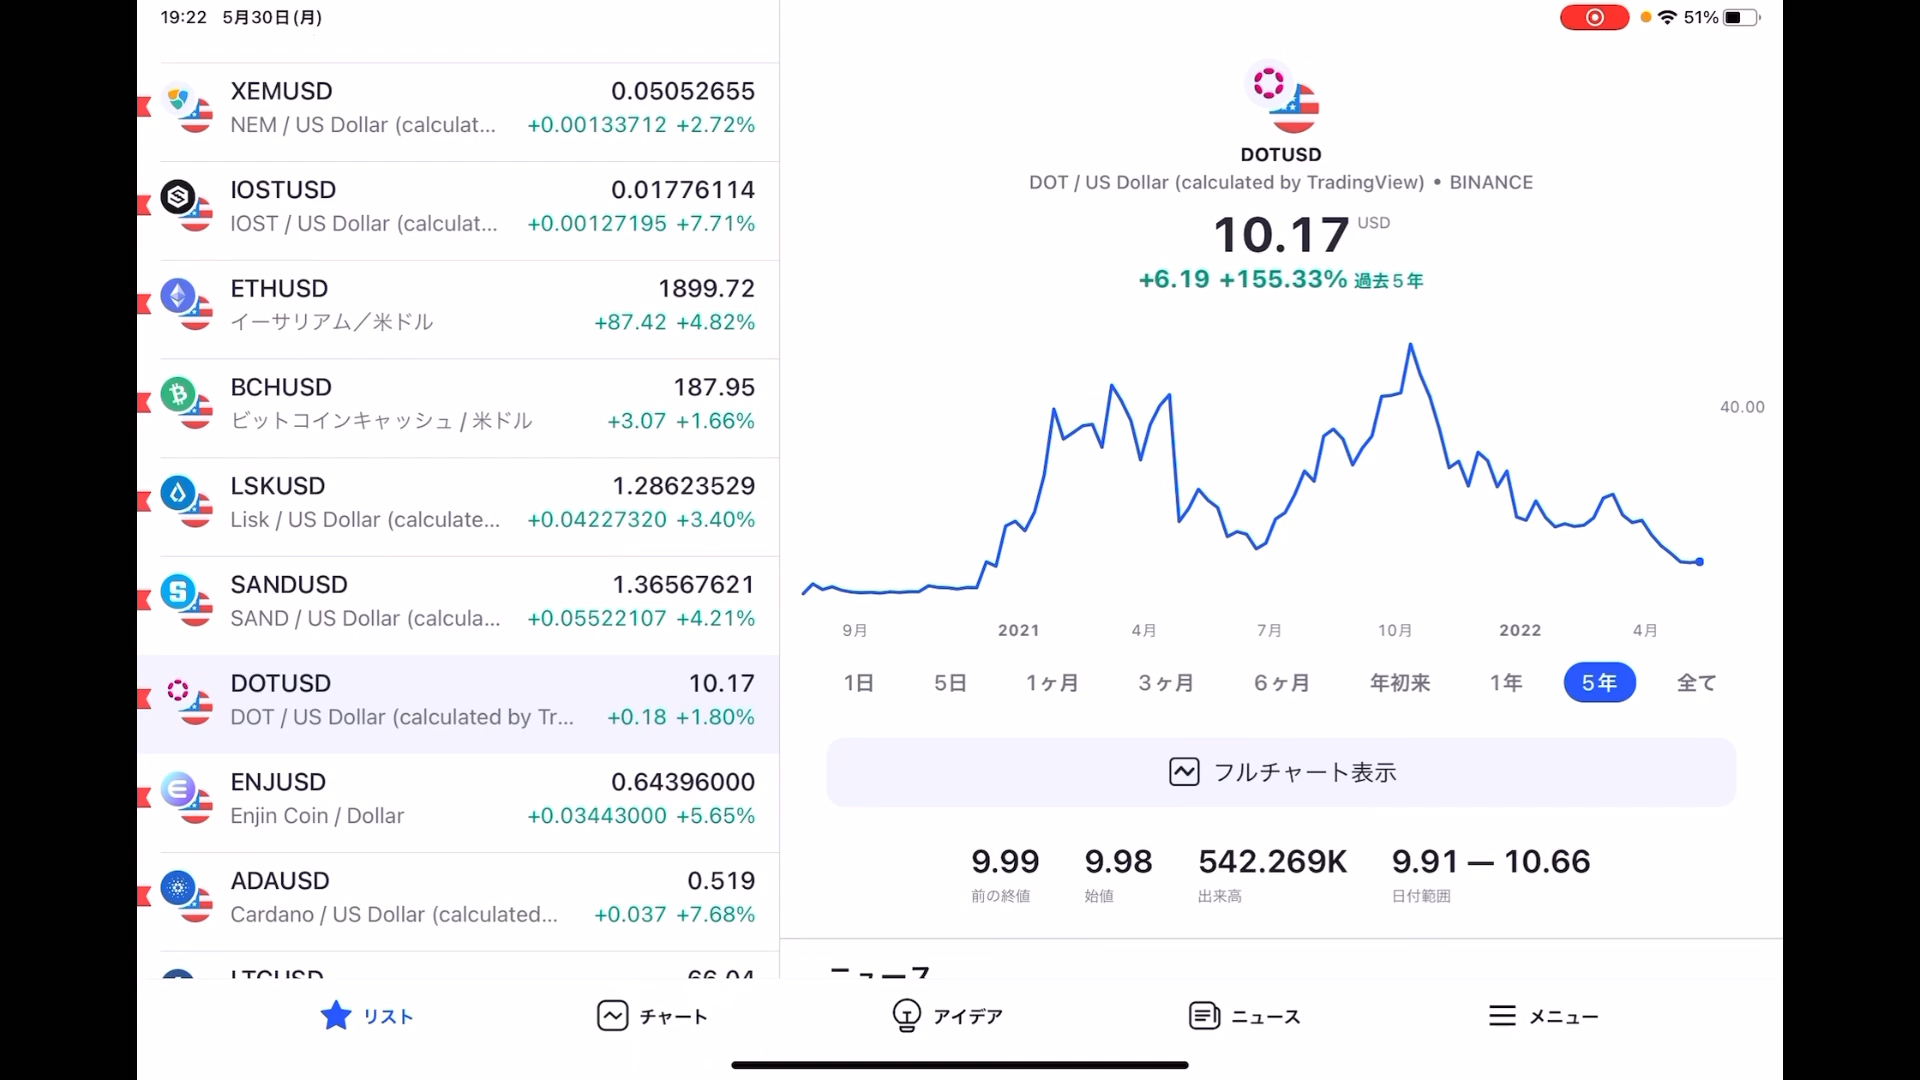 19:22 5月30日(月)
51%
XEMUSD 0.05052655
NEM / US Dollar (calculat... +0.00133712 +2.72%
IOSTUSD 0.01776114
IOST / US Dollar (calculat... +0.00127195 +7.71%
ETHUSD 1899.72
イーサリアム／米ドル +87.42 +4.82%
BCHUSD 187.95
ビットコインキャッシュ / 米ドル +3.07 +1.66%
LSKUSD 1.28623529
Lisk / US Dollar (calculate... +0.04227320 +3.40%
SANDUSD 1.36567621
SAND / US Dollar (calcula... +0.05522107 +4.21%
DOTUSD 10.17
DOT / US Dollar (calculated by Tr... +0.18 +1.80%
ENJUSD 0.64396000
Enjin Coin / Dollar +0.03443000 +5.65%
ADAUSD 0.519
Cardano / US Dollar (calculated... +0.037 +7.68%
LTCUSD 66.04
DOTUSD
DOT / US Dollar (calculated by TradingView) • BINANCE
10.17 USD
+6.19 +155.33% 過去5年
40.00
9月 2021 4月 7月 10月 2022 4月
1日 5日 1ヶ月 3ヶ月 6ヶ月 年初来 1年 5年 全て
フルチャート表示
9.99 9.98 542.269K 9.91 — 10.66
前の終値 始値 出来高 日付範囲
ニュース
リスト チャート アイデア ニュース メニュー